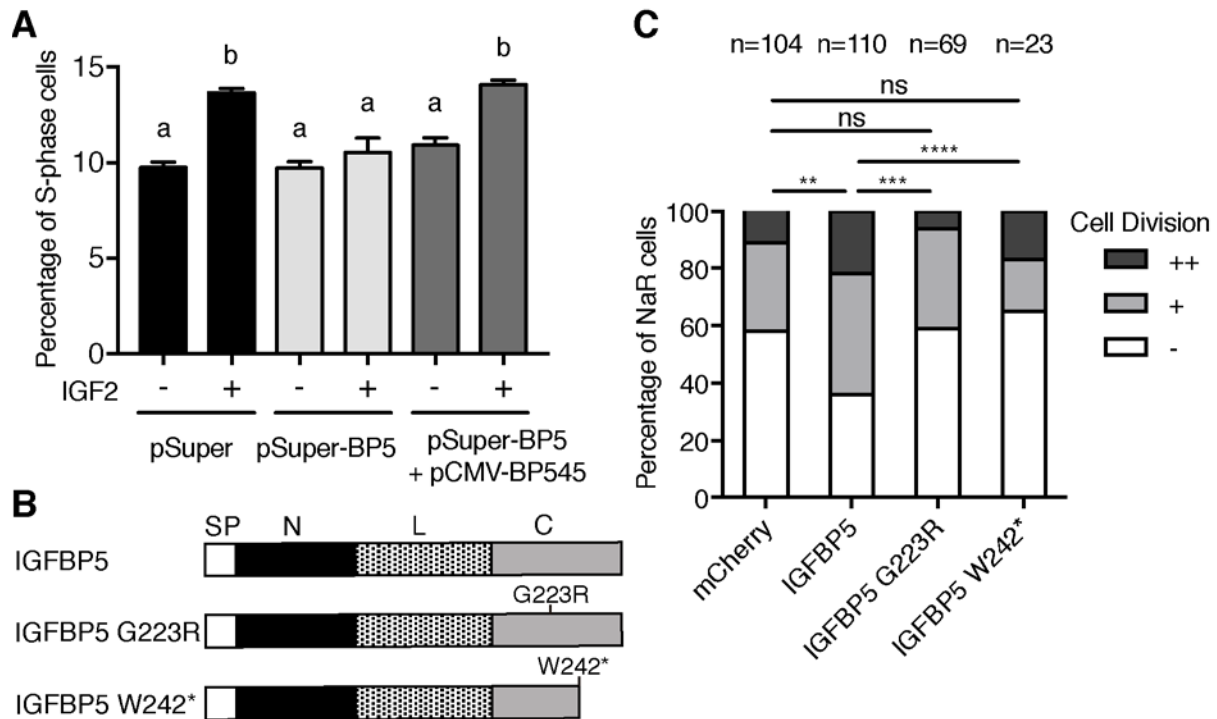 A
Percentage of S-phase cells
15
10
5
0
a b a a a b
IGF2 - + - + - +
pSuper pSuper-BP5 pSuper-BP5
+ pCMV-BP545
B
SP N L C
IGFBP5
G223R
IGFBP5 G223R
W242*
IGFBP5 W242*
C
n=104 n=110 n=69 n=23
ns
ns
****
** ***
Percentage of NaR cells
100
80
60
40
20
0
mCherry
IGFBP5
IGFBP5 G223R
IGFBP5 W242*
Cell Division
++
+
-